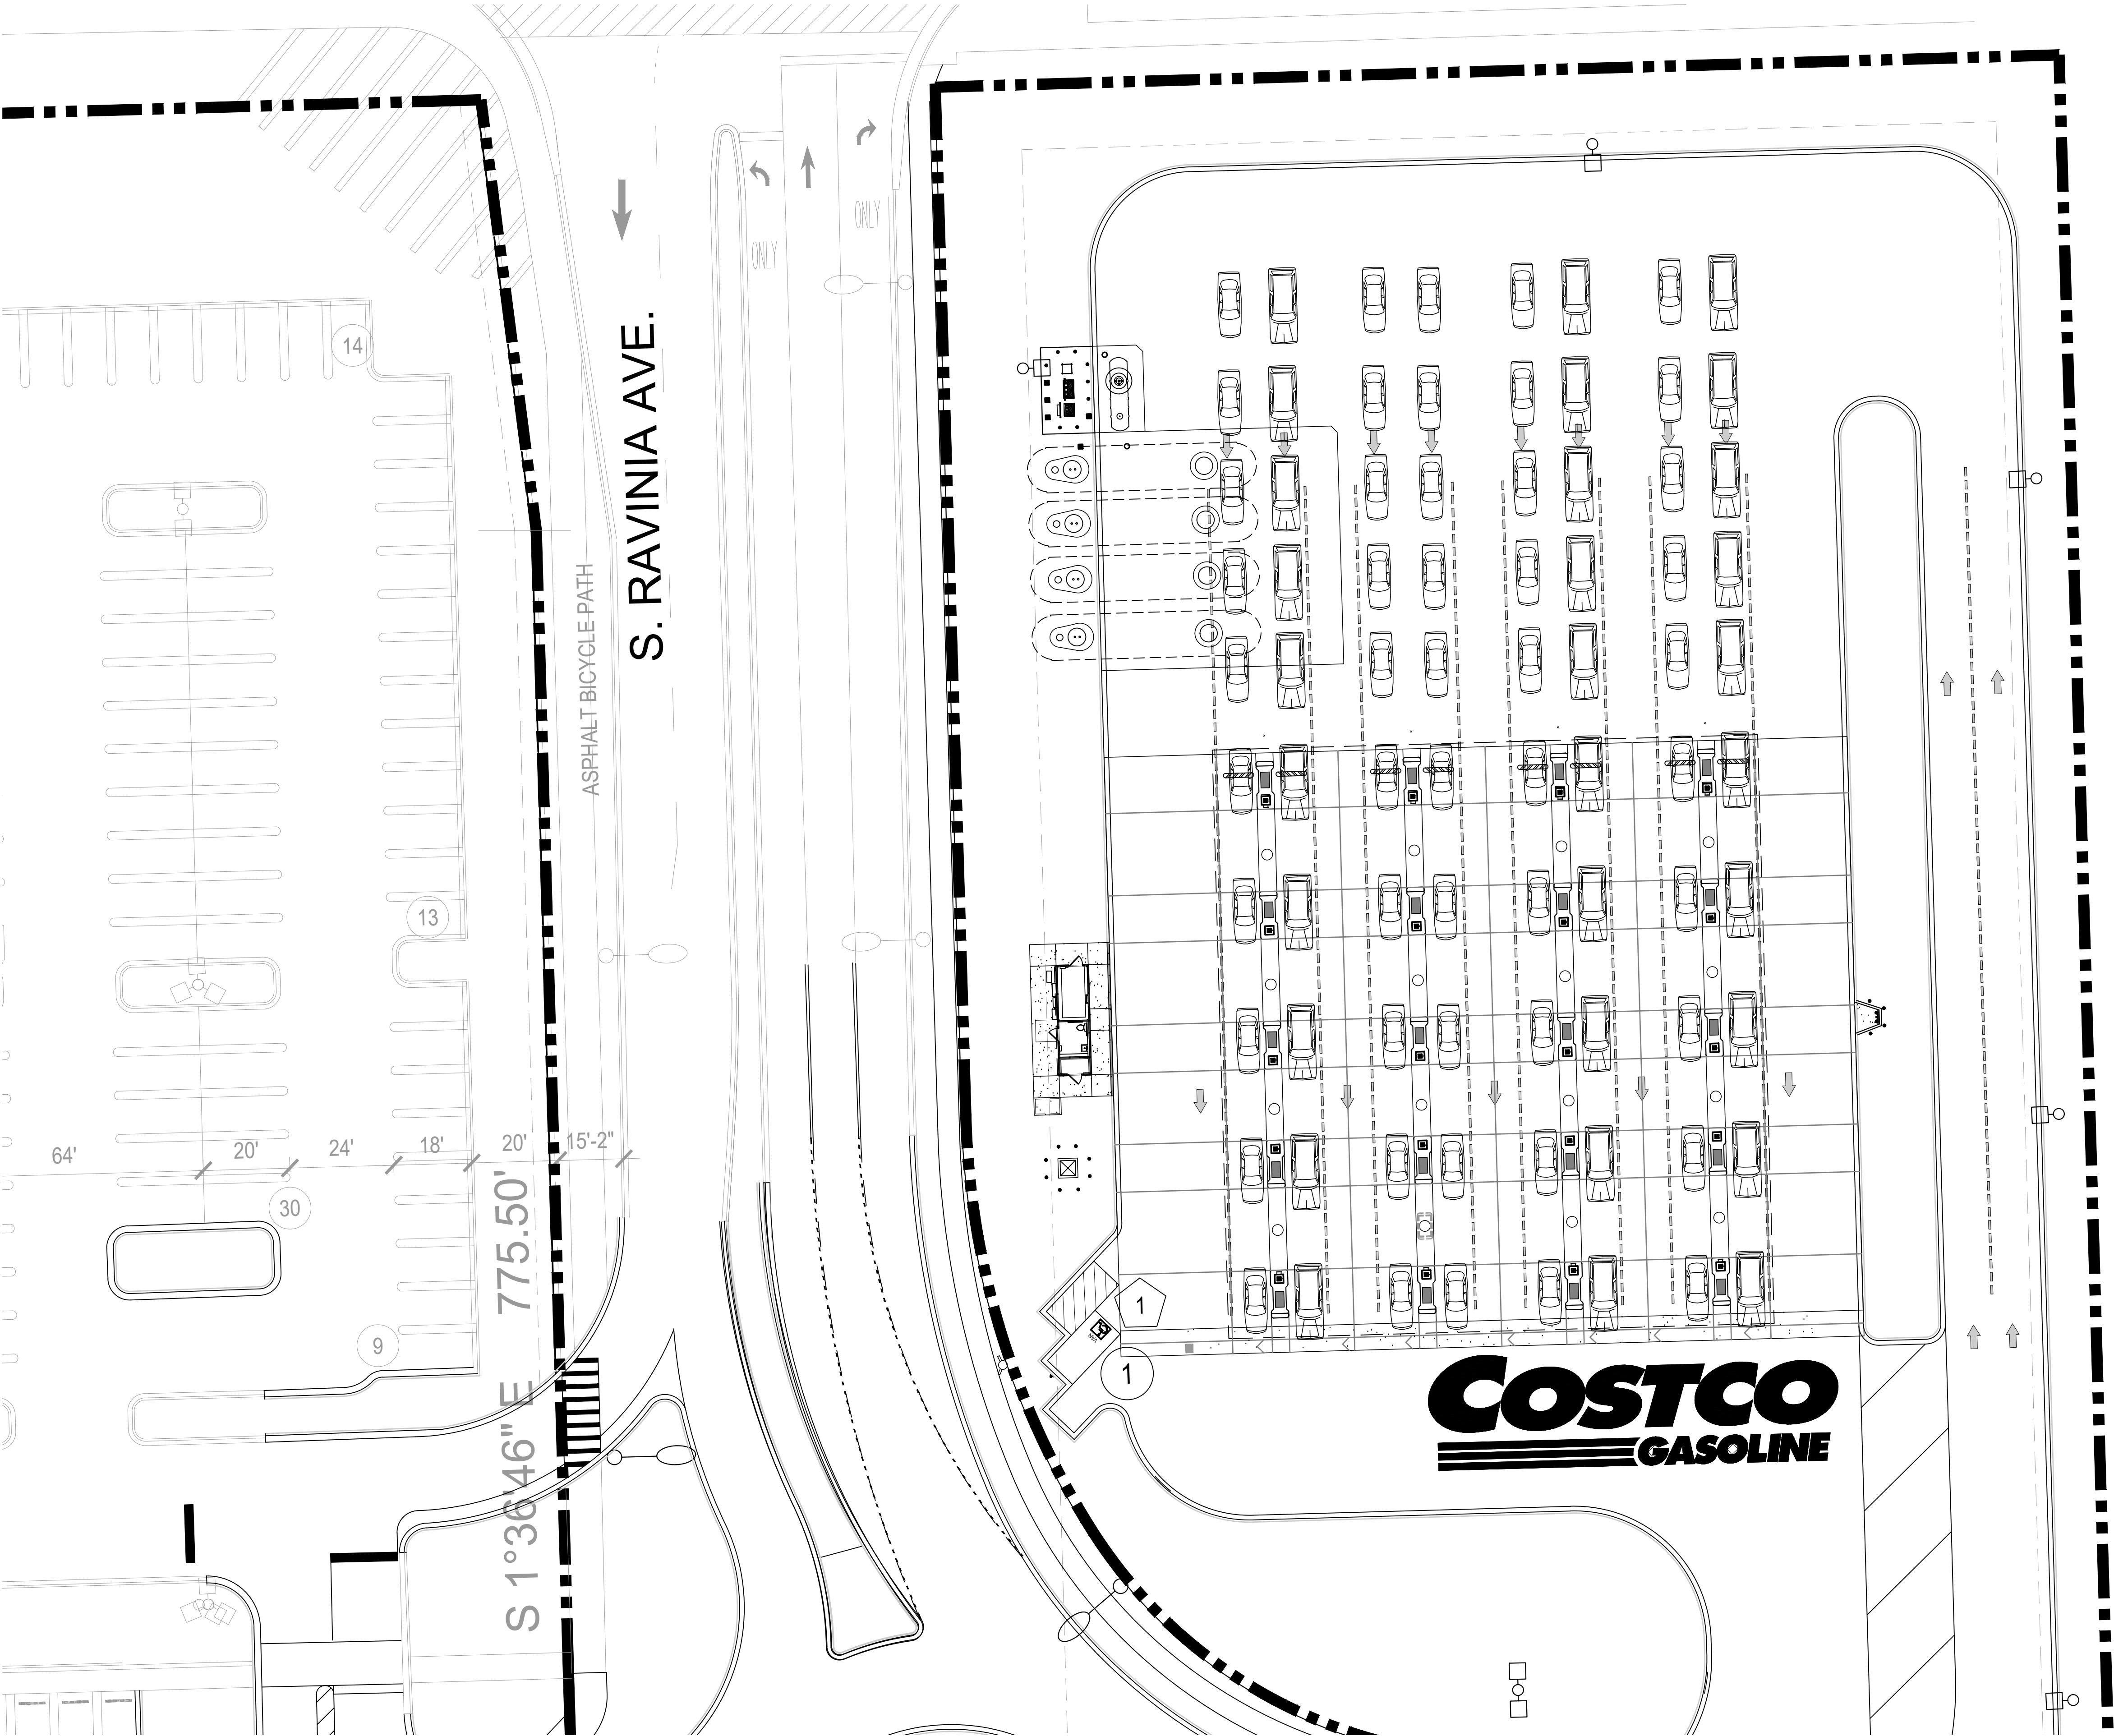 ONLY
ONLY
S. RAVINIA AVE.
ASPHALT BICYCLE PATH
14
13
64'
20'
24'
18'
20'
15'-2"
30
9
S 1°36'46" E 775.50'
1
1
COSTCO
GASOLINE